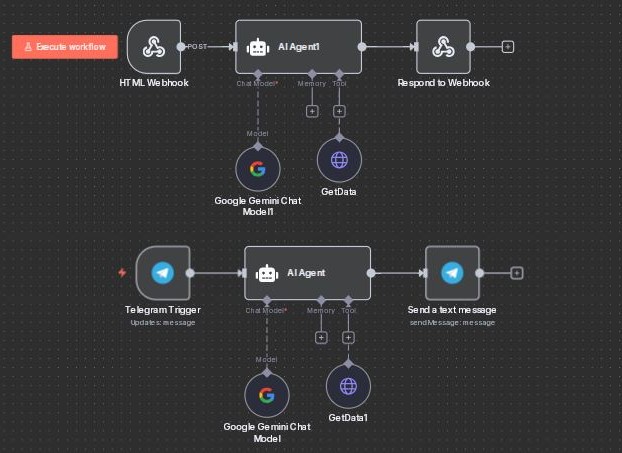 Execute workflow
POST
AI Agent1
HTML Webhook
Chat Model*
Memory
Tool
Respond to Webhook
Model
Google Gemini Chat
Model1
GetData
AI Agent
Telegram Trigger
Updates: message
Chat Model*
Memory
Tool
Send a text message
sendMessage: message
Model
Google Gemini Chat
Model
GetData1